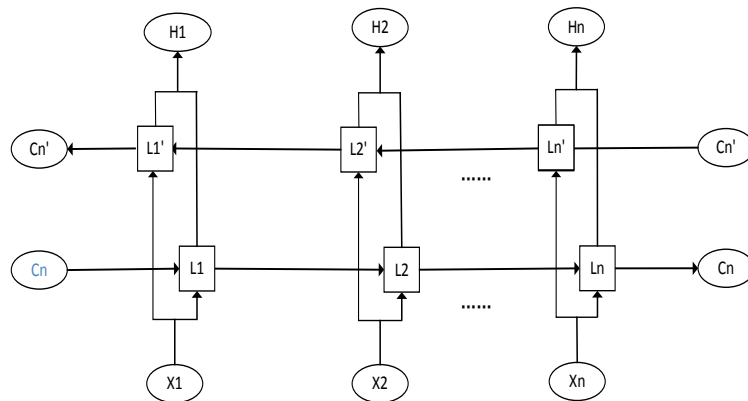 H1
H2
Hn
Cn'
L1'
L2'
Ln'
Cn'
......
Cn
L1
L2
Ln
Cn
......
X1
X2
Xn